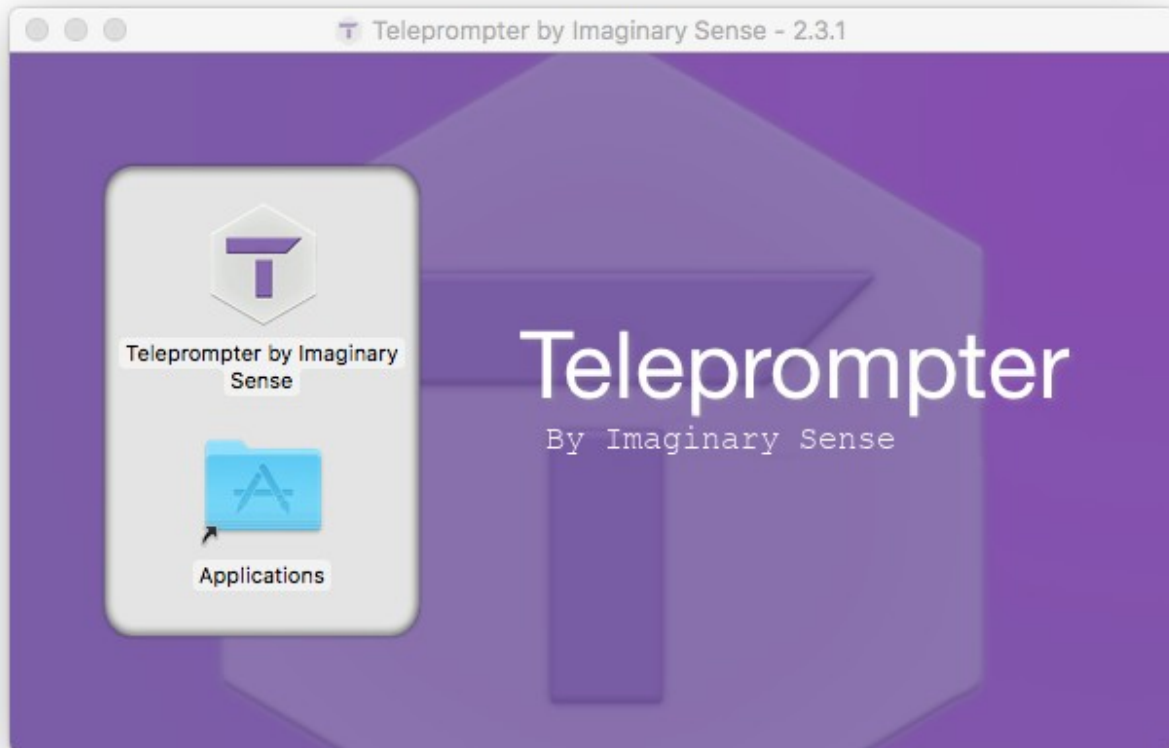 Teleprompter by Imaginary Sense - 2.3.1
Teleprompter by Imaginary
Sense
Applications
Teleprompter
By Imaginary Sense